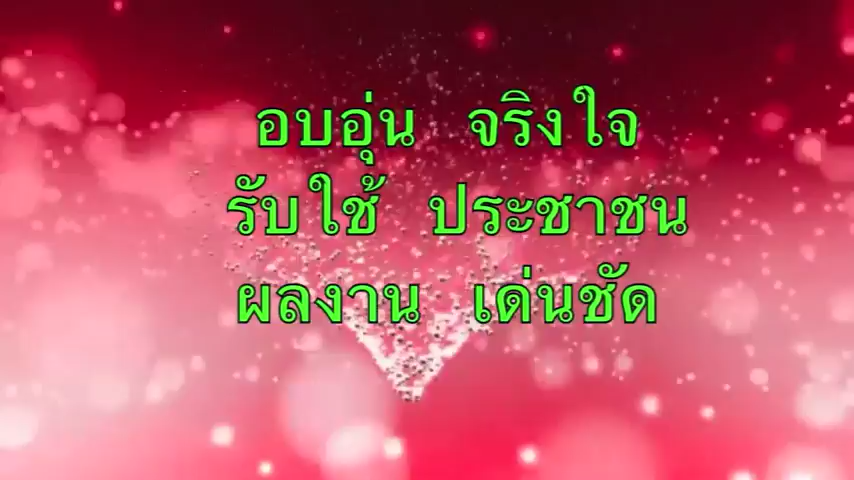 อบอุ่น จริงใจ
รับใช้ ประชาชน
ผลงาน เด่นชัด